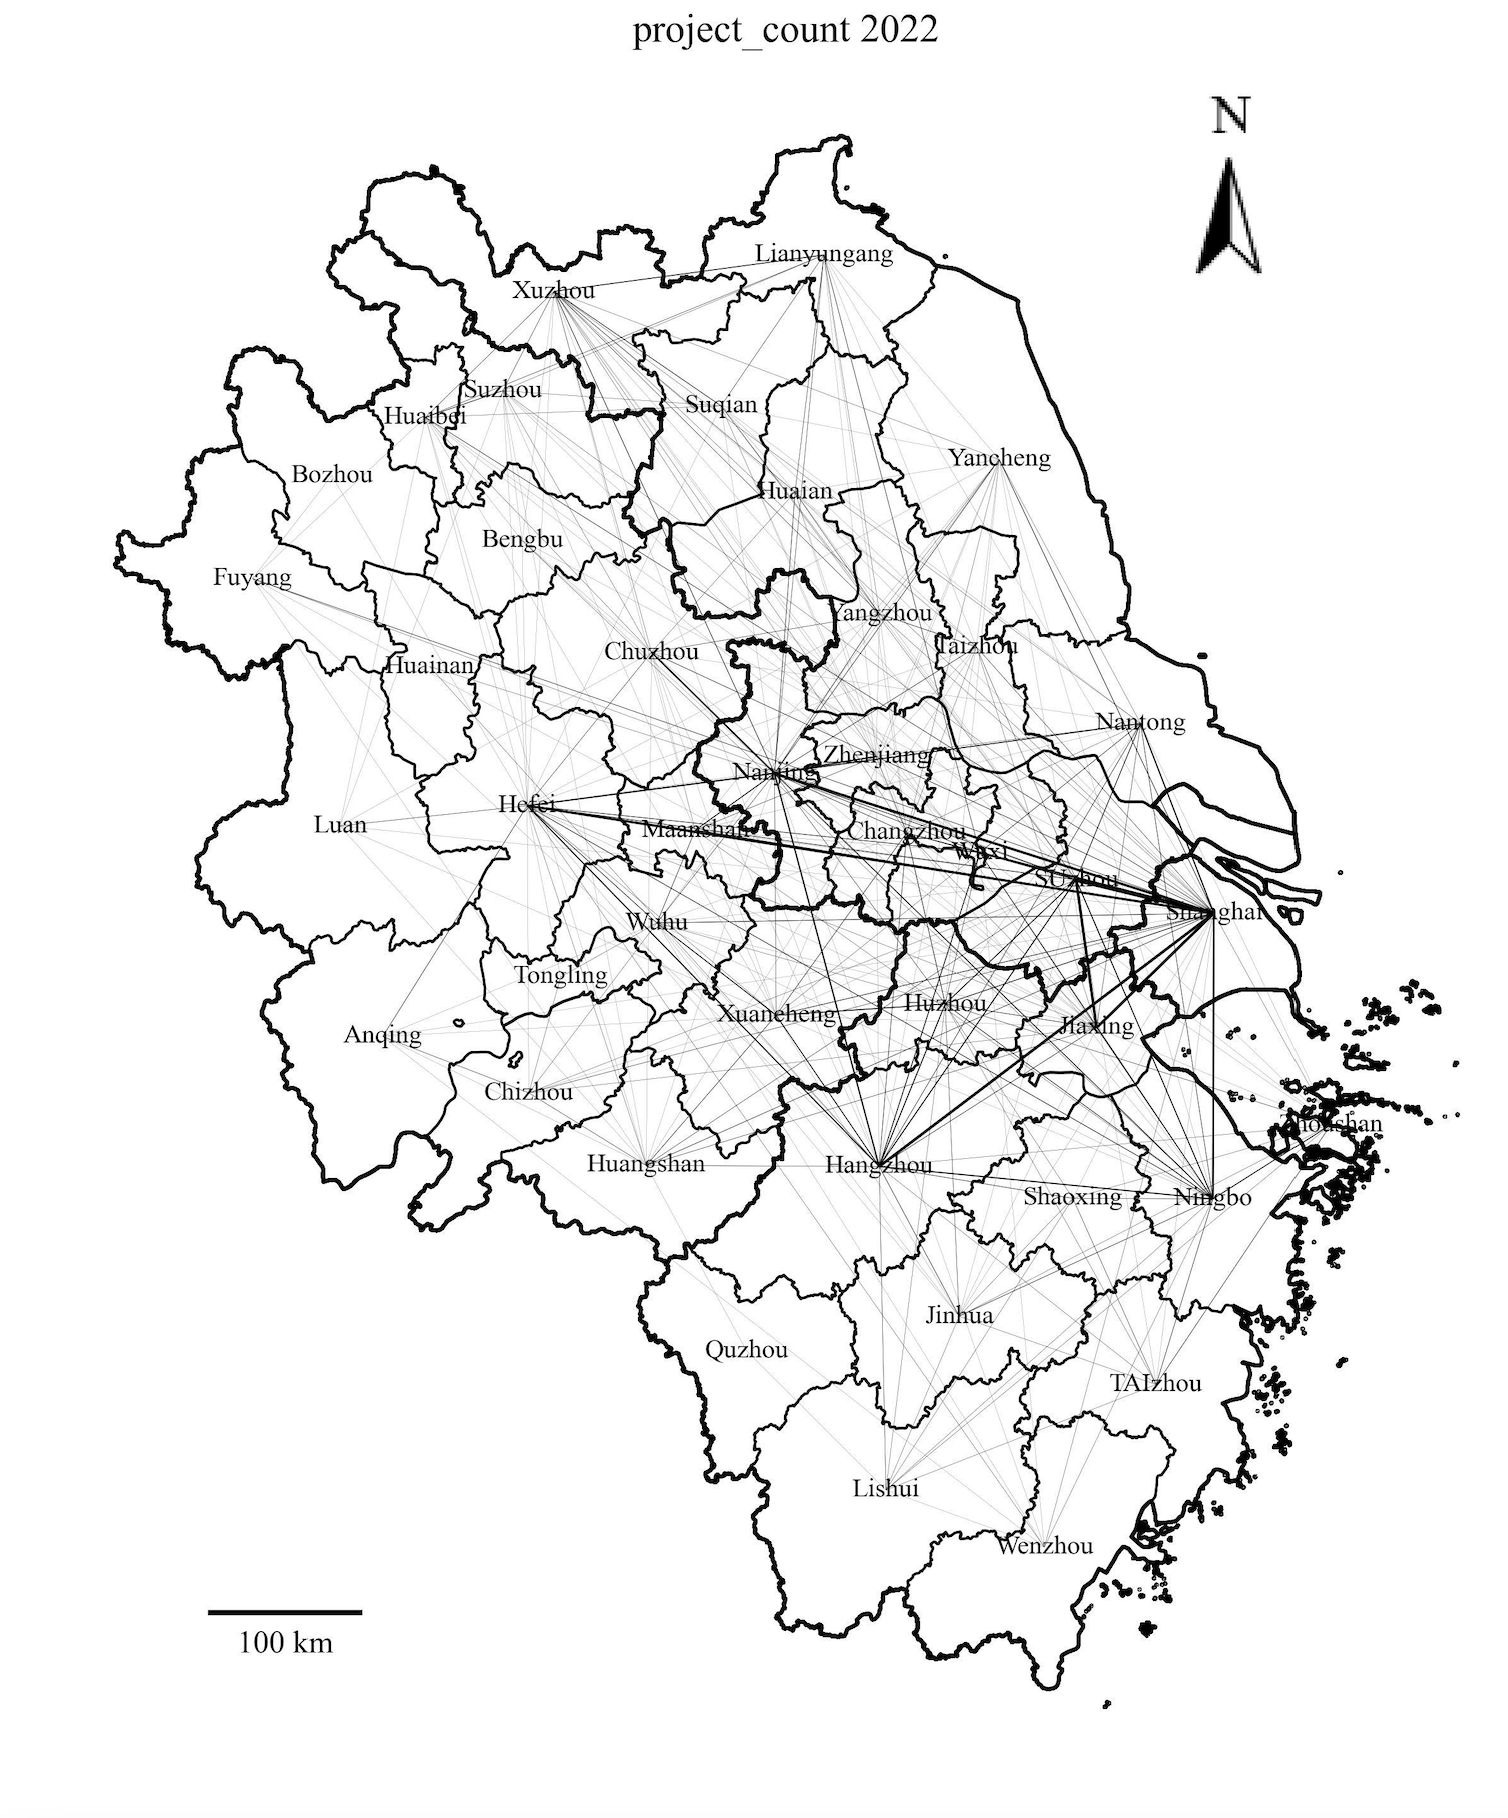 project_count 2022
N
Lianyungang
Xuzhou
Suzhou
Suqian
Huaibei
Yancheng
Bozhou
Huaian
Bengbu
Fuyang
Yangzhou
Taizhou
Chuzhou
Huainan
Nantong
Zhenjiang
Nanjing
Hefei
Luan
Maanshan
Changzhou
Wuxi
SUzhou
Shanghai
Wuhu
Tongling
Huzhou
Xuancheng
Jiaxing
Anqing
Chizhou
Zhoushan
Huangshan
Hangzhou
Shaoxing
Ningbo
Jinhua
Quzhou
TAIzhou
Lishui
Wenzhou
100 km